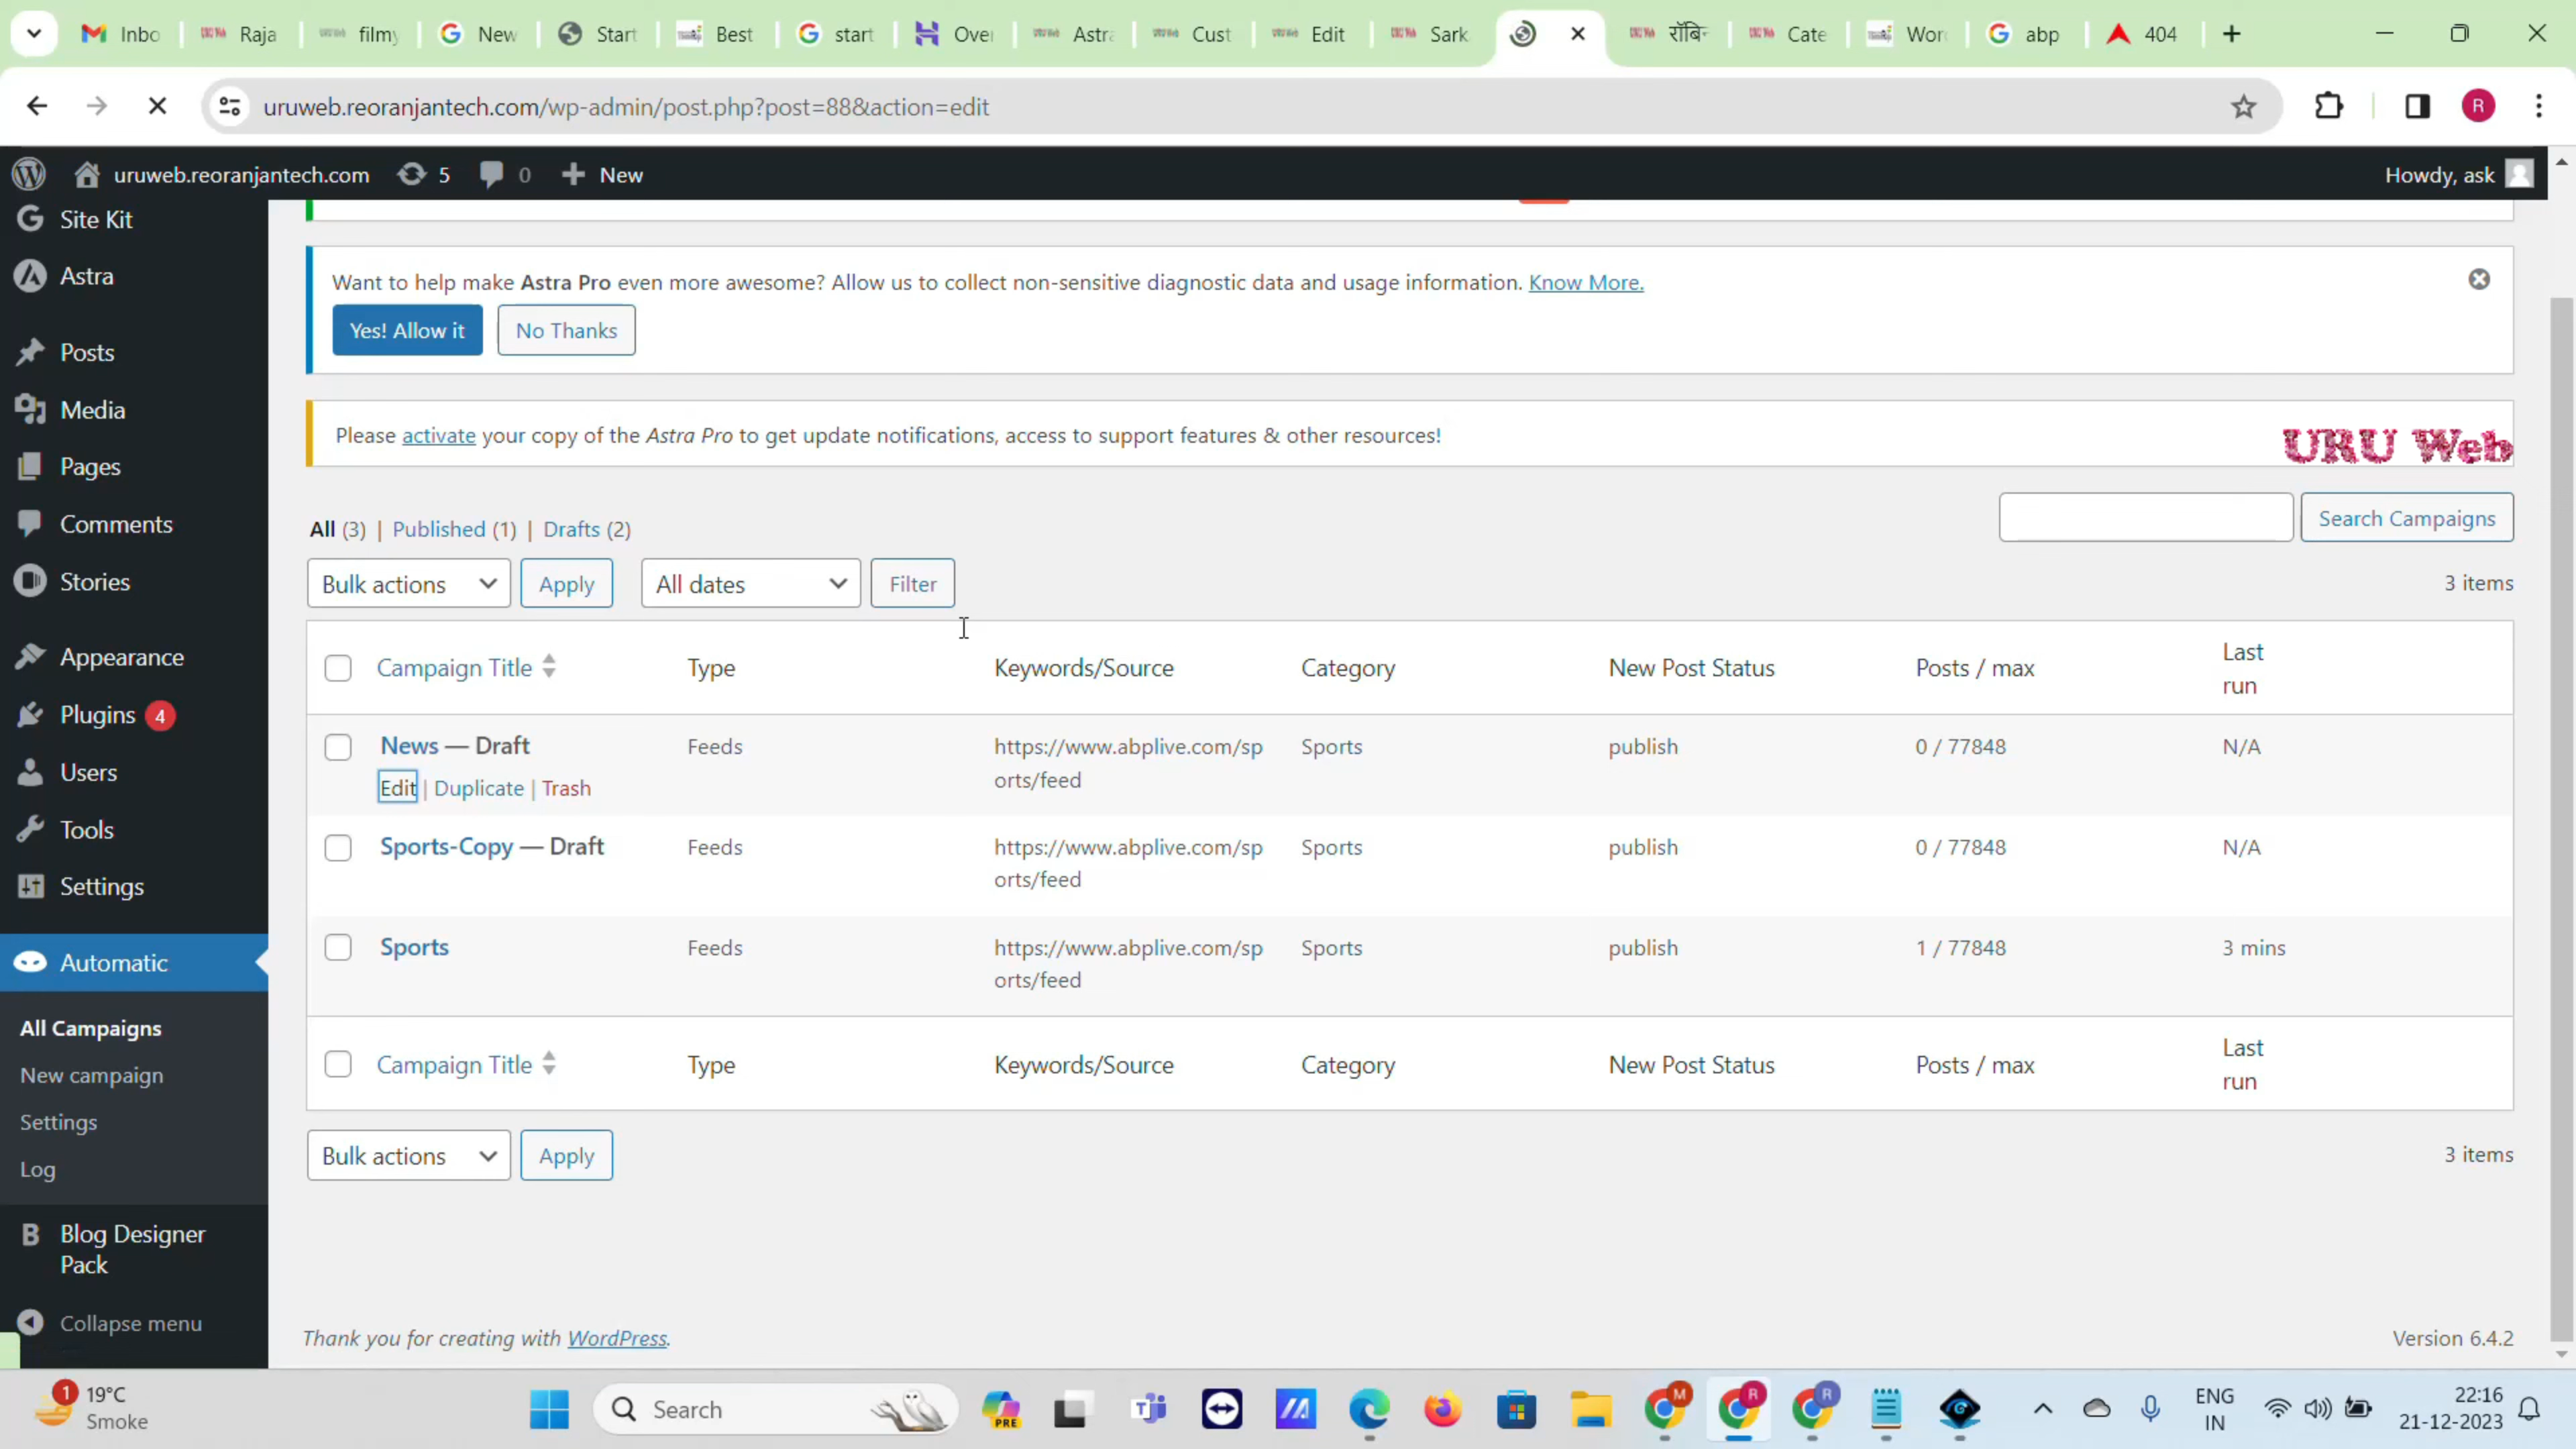 Inbo
Raja
filmy
New
Start
Best
start
Over
Astra
Cust
Edit
Sark
Cate
Wor
abp
404
uruweb.reoranjantech.com/wp-admin/post.php?post=88&action=edit
R
uruweb.reoranjantech.com 5 0 New
Howdy, ask
Site Kit
Astra
Posts
Media
Pages
Comments
Stories
Appearance
Plugins 4
Users
Tools
Settings
Automatic
All Campaigns
New campaign
Settings
Log
Blog Designer
Pack
Collapse menu
Want to help make Astra Pro even more awesome? Allow us to collect non-sensitive diagnostic data and usage information. Know More.
Yes! Allow it No Thanks
Please activate your copy of the Astra Pro to get update notifications, access to support features & other resources!
URU Web
All (3) | Published (1) | Drafts (2)
Search Campaigns
Bulk actions Apply All dates Filter
3 items
Campaign Title Type Keywords/Source Category New Post Status Posts / max Last
run
News — Draft Feeds https://www.abplive.com/sp Sports publish 0 / 77848 N/A
orts/feed
Edit | Duplicate | Trash
Sports-Copy — Draft Feeds https://www.abplive.com/sp Sports publish 0 / 77848 N/A
orts/feed
Sports Feeds https://www.abplive.com/sp Sports publish 1 / 77848 3 mins
orts/feed
Campaign Title Type Keywords/Source Category New Post Status Posts / max Last
run
Bulk actions Apply
3 items
Thank you for creating with WordPress.
Version 6.4.2
1
19°C
Smoke
Search
PRE
M
R
R
ENG
IN
22:16
21-12-2023